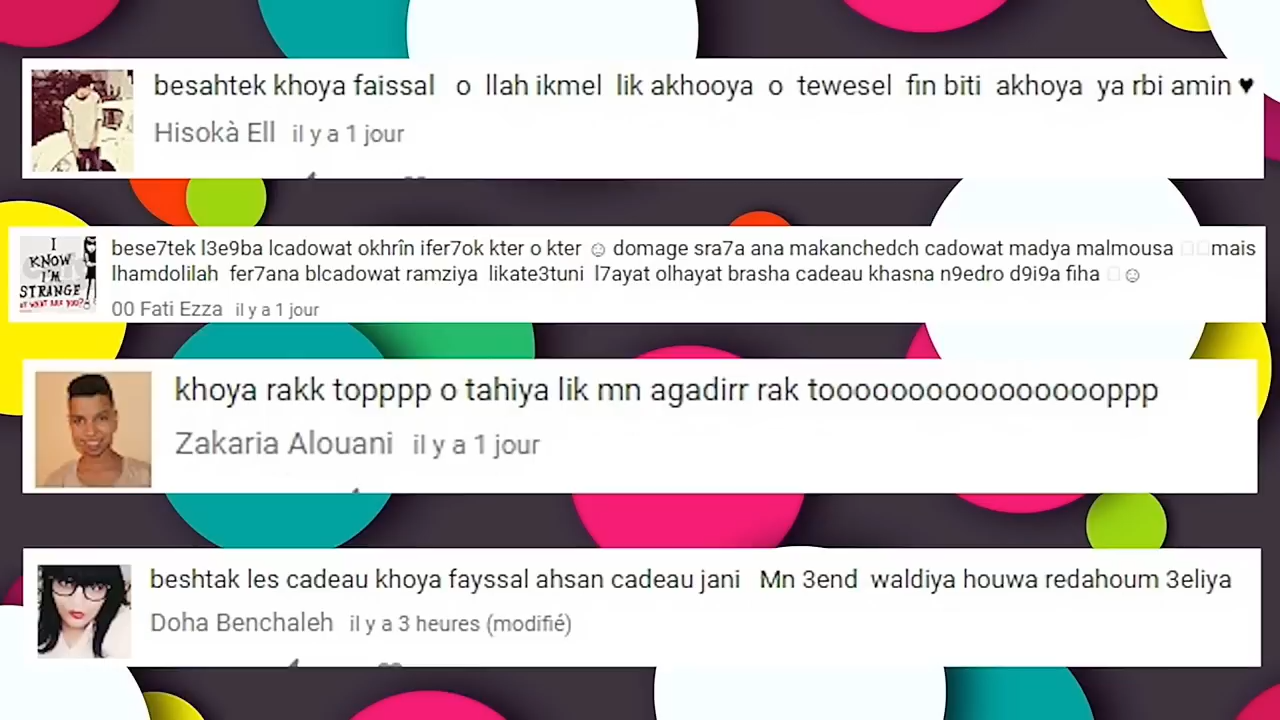 besahtek khoya faissal o llah ikmel lik akhooya o tewesel fin biti akhoya ya rbi amin ♥
Hisokà Ell il y a 1 jour
I
KNOW
I'M
STRANGE
bese7tek l3e9ba lcadowat okhrîn ifer7ok kter o kter ☺ domage sra7a ana makanchedch cadowat madya malmousa mais
lhamdolilah fer7ana blcadowat ramziya likate3tuni l7ayat olhayat brasha cadeau khasna n9edro d9i9a fiha ☺
00 Fati Ezza il y a 1 jour
khoya rakk topppp o tahiya lik mn agadirr rak toooooooooooooooooppp
Zakaria Alouani il y a 1 jour
beshtak les cadeau khoya fayssal ahsan cadeau jani Mn 3end waldiya houwa redahoum 3eliya
Doha Benchaleh il y a 3 heures (modifié)